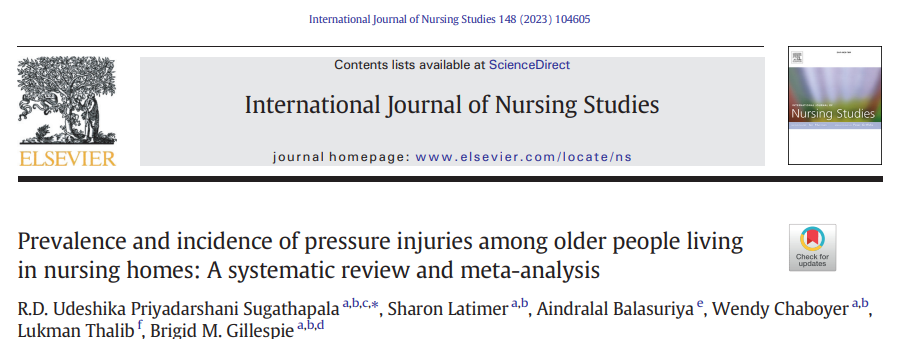 International Journal of Nursing Studies 148 (2023) 104605
Contents lists available at ScienceDirect
International Journal of Nursing Studies
journal homepage: www.elsevier.com/locate/ns
ELSEVIER
Nursing Studies
Prevalence and incidence of pressure injuries among older people living
in nursing homes: A systematic review and meta-analysis
Check for
updates
R.D. Udeshika Priyadarshani Sugathapala a,b,c,*, Sharon Latimer a,b, Aindralal Balasuriya e, Wendy Chaboyer a,b,
Lukman Thalib f, Brigid M. Gillespie a,b,d